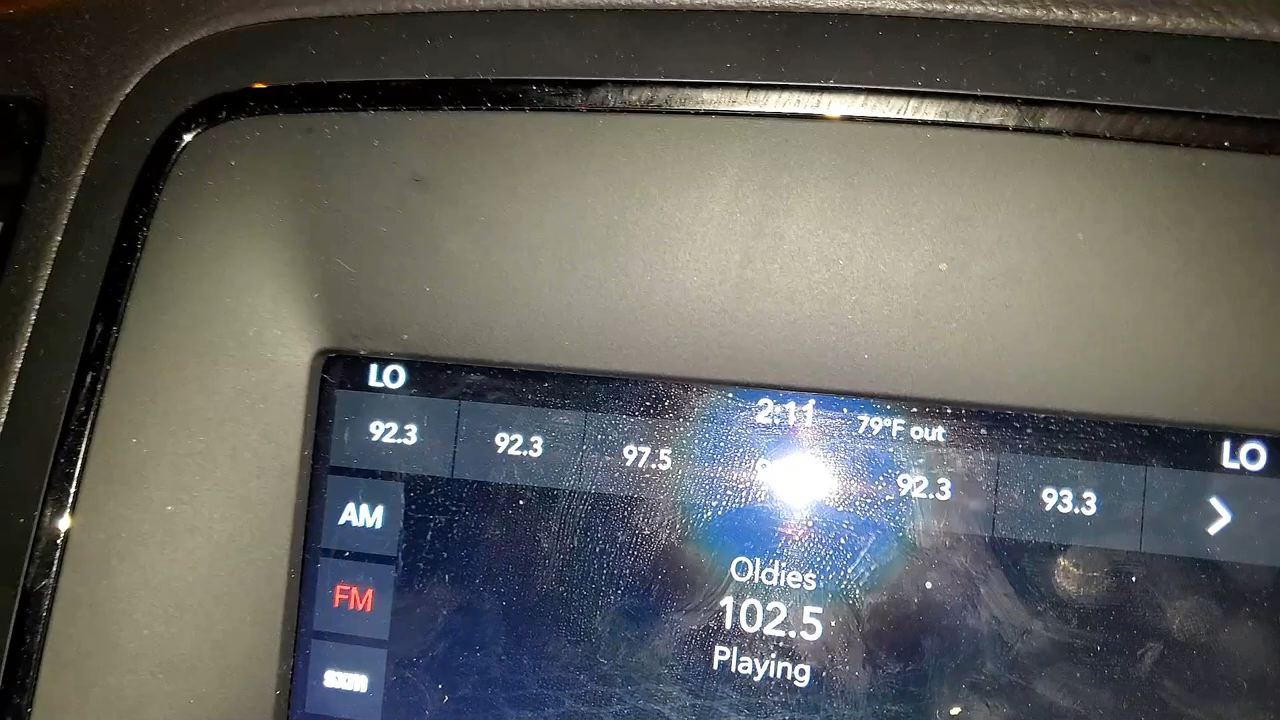 LO 2:11 79°F out LO
92.3 92.3 97.5 92.3 93.3
AM
FM
sxm
Oldies
102.5
Playing